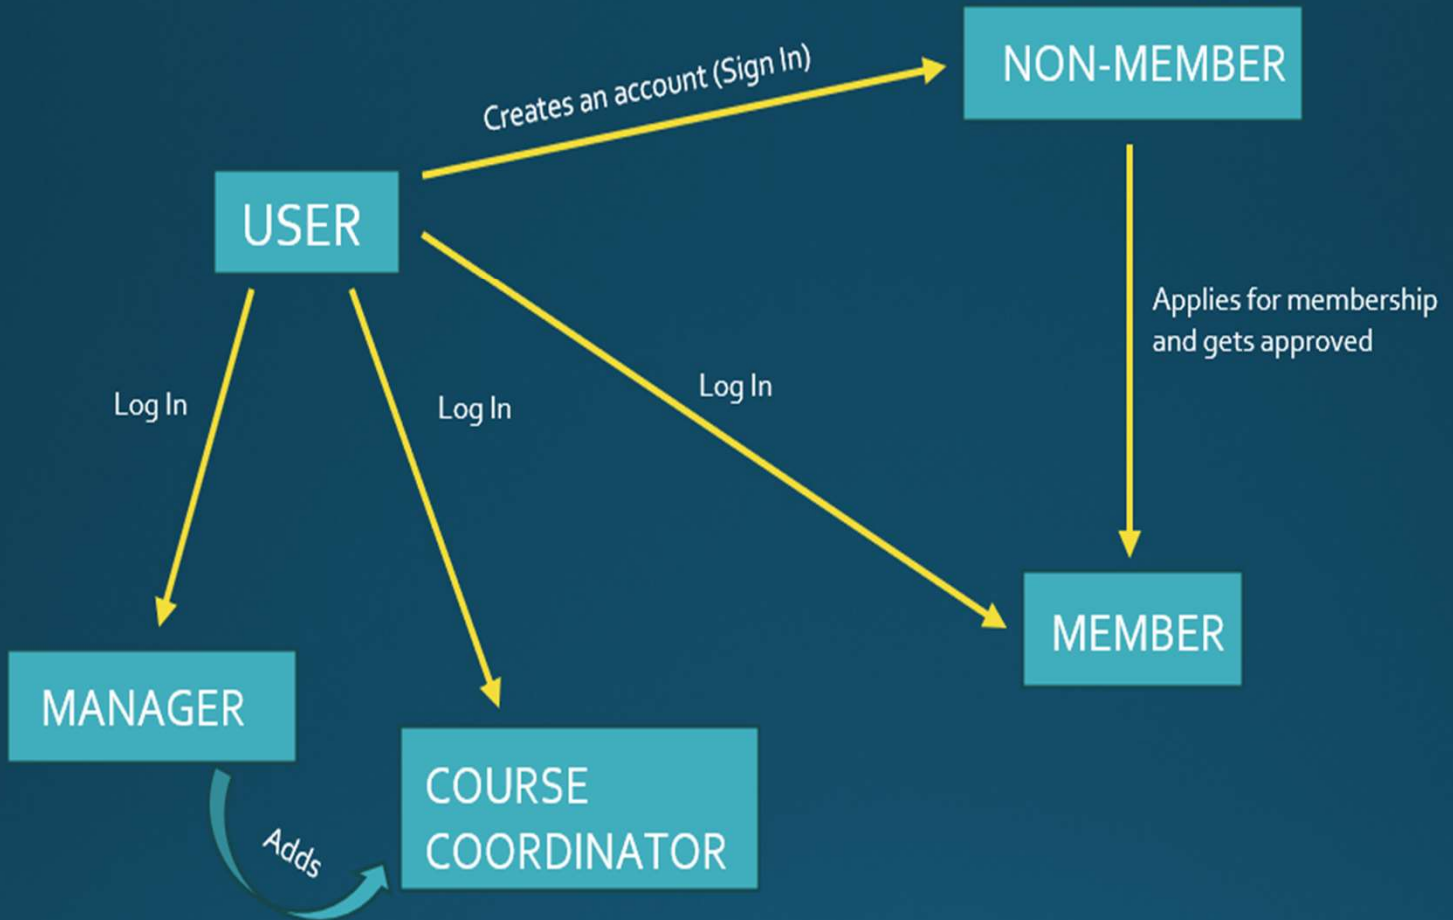 NON-MEMBER
Creates an account (Sign In)
USER
Applies for membership
and gets approved
Log In
Log In
Log In
MEMBER
MANAGER
COURSE
COORDINATOR
Adds